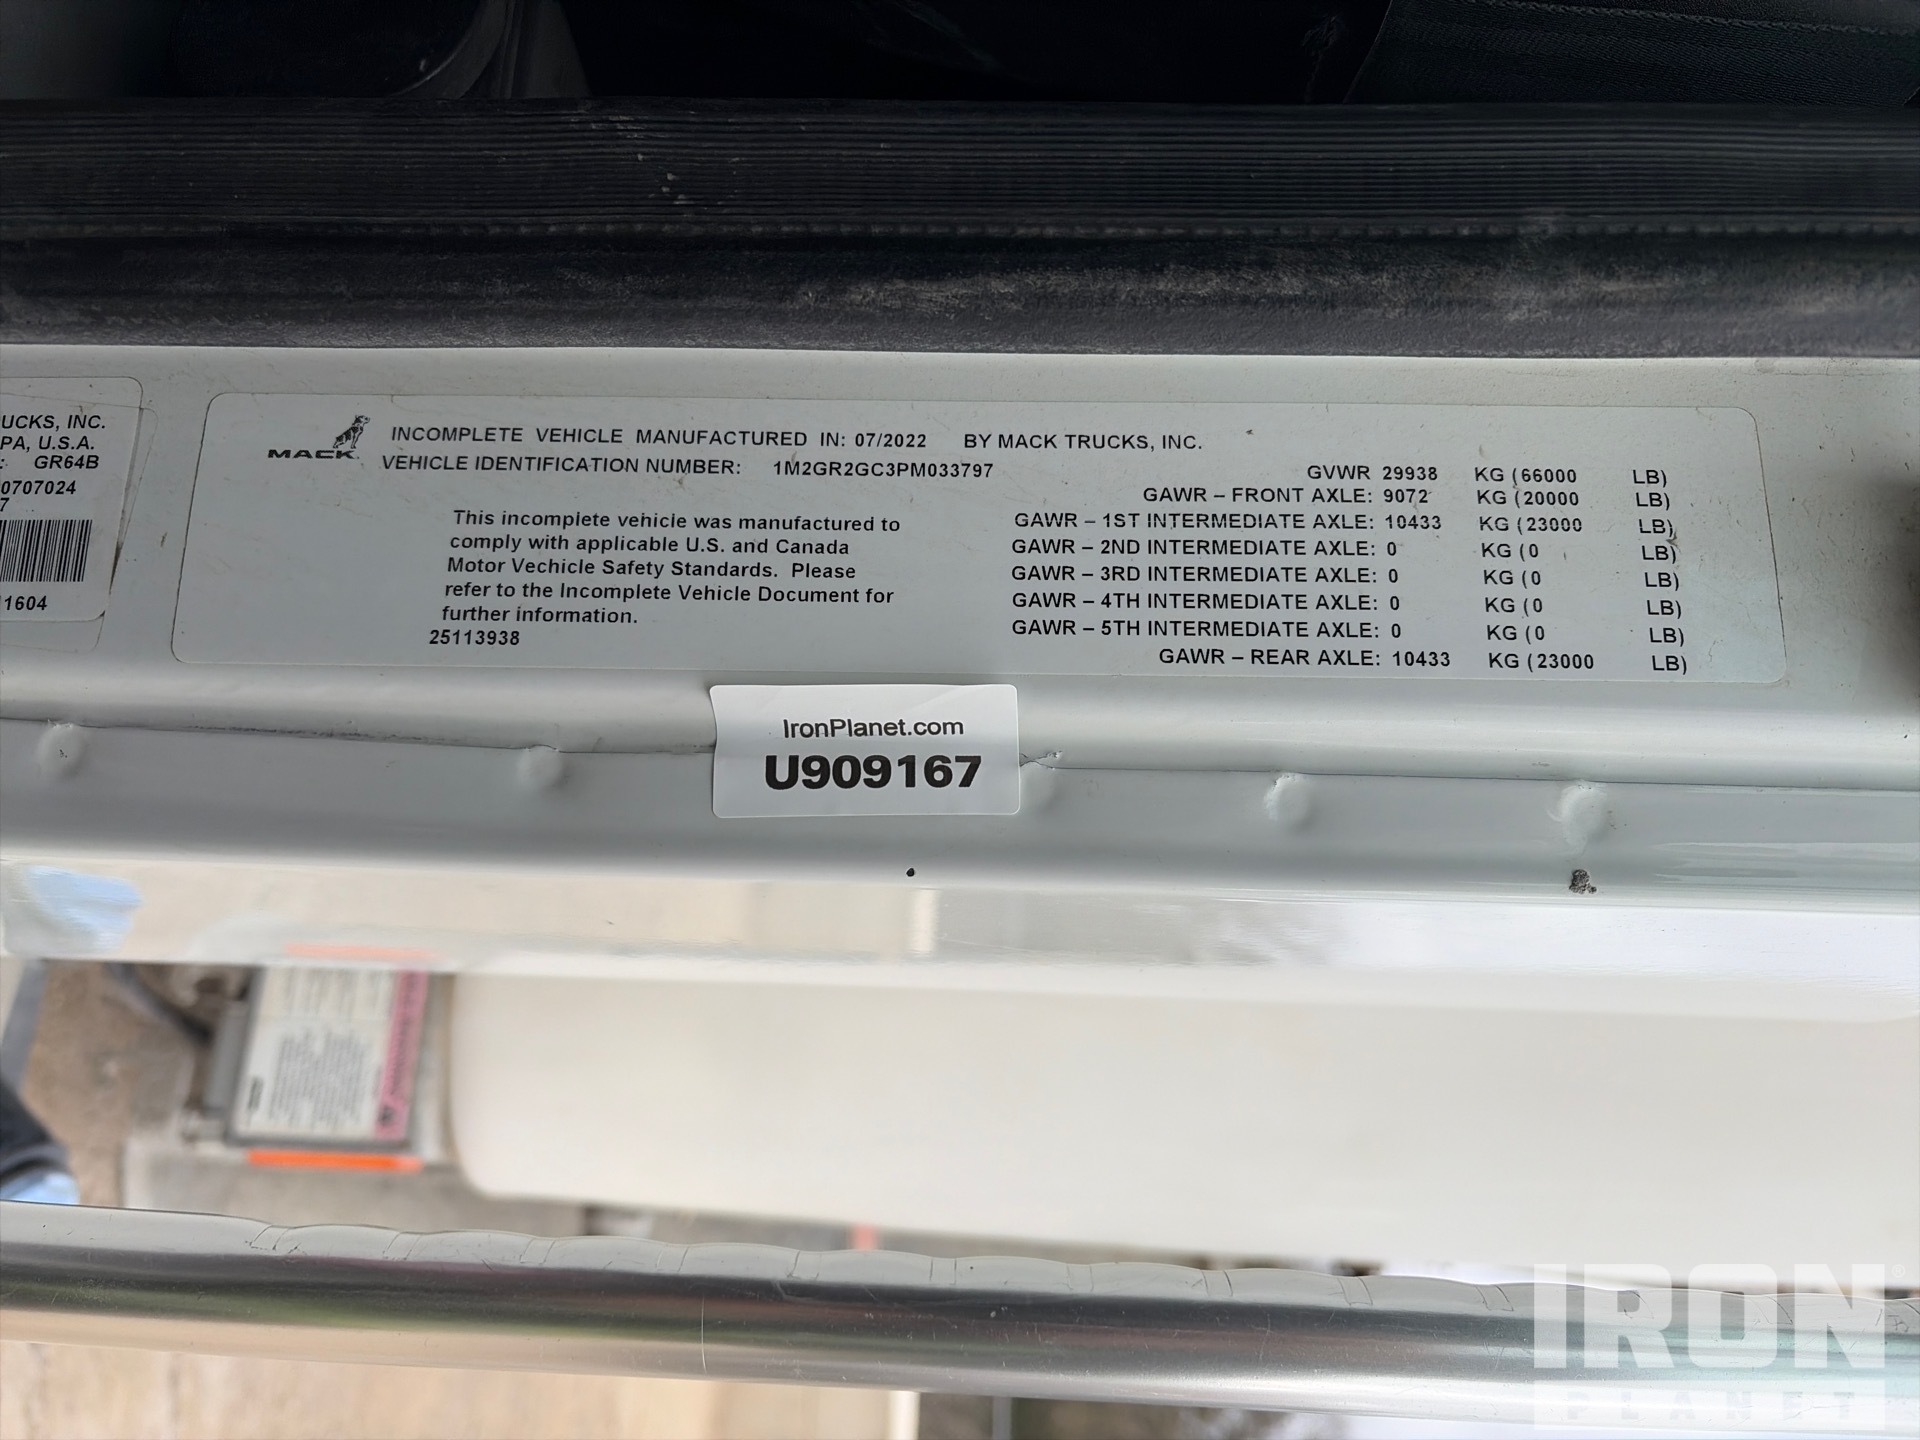 UCKS, INC.
PA, U.S.A.
: GR64B
0707024
7
11604
MACK
INCOMPLETE VEHICLE MANUFACTURED IN: 07/2022 BY MACK TRUCKS, INC.
VEHICLE IDENTIFICATION NUMBER: 1M2GR2GC3PM033797
This incomplete vehicle was manufactured to
comply with applicable U.S. and Canada
Motor Vechicle Safety Standards. Please
refer to the Incomplete Vehicle Document for
further information.
25113938
GVWR 29938 KG (66000 LB)
GAWR – FRONT AXLE: 9072 KG (20000 LB)
GAWR – 1ST INTERMEDIATE AXLE: 10433 KG (23000 LB)
GAWR – 2ND INTERMEDIATE AXLE: 0 KG (0 LB)
GAWR – 3RD INTERMEDIATE AXLE: 0 KG (0 LB)
GAWR – 4TH INTERMEDIATE AXLE: 0 KG (0 LB)
GAWR – 5TH INTERMEDIATE AXLE: 0 KG (0 LB)
GAWR – REAR AXLE: 10433 KG (23000 LB)
IronPlanet.com
U909167
IRON
PLANET